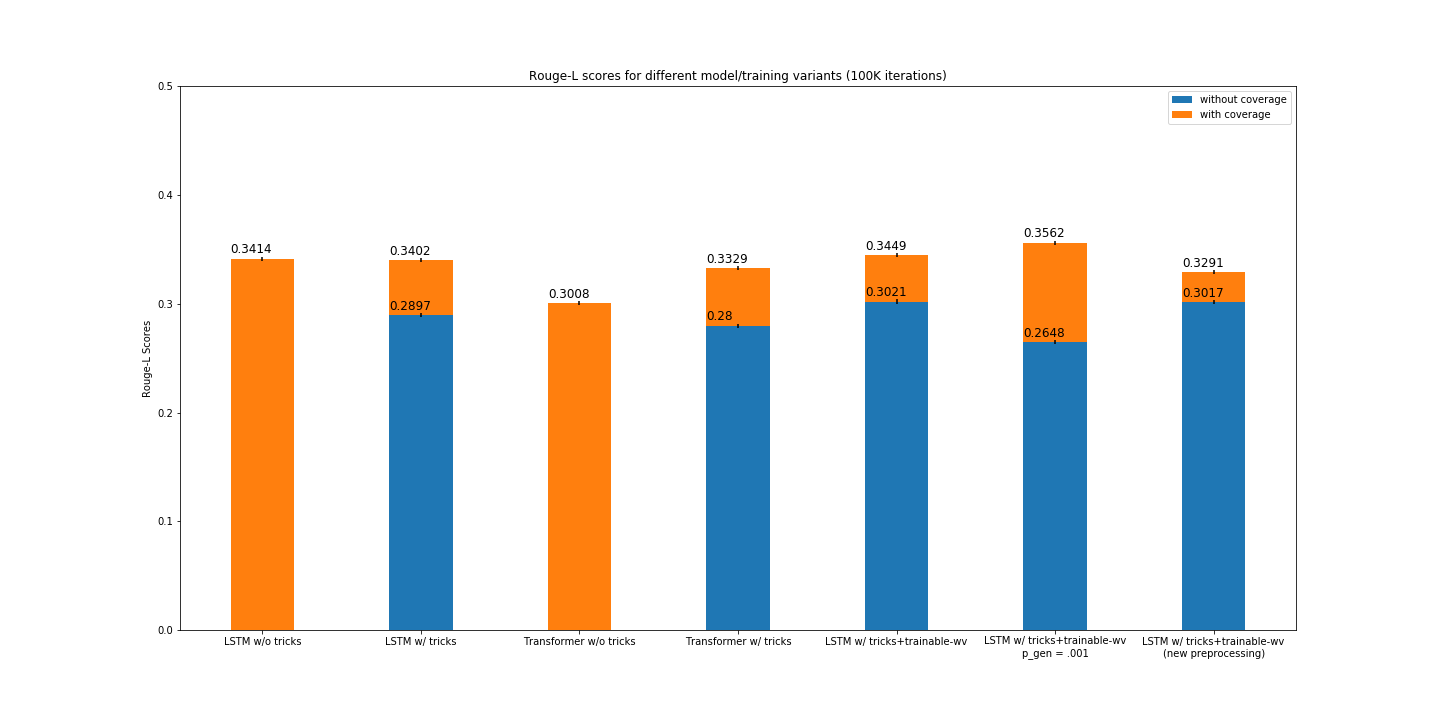 Rouge-L scores for different model/training variants (100K iterations)
without coverage
with coverage
Rouge-L Scores
0.5
0.4
0.3
0.2
0.1
0.0
0.3414
0.3402
0.2897
0.3008
0.3329
0.28
0.3449
0.3021
0.3562
0.2648
0.3291
0.3017
LSTM w/o tricks
LSTM w/ tricks
Transformer w/o tricks
Transformer w/ tricks
LSTM w/ tricks+trainable-wv
LSTM w/ tricks+trainable-wv
p_gen = .001
LSTM w/ tricks+trainable-wv
(new preprocessing)